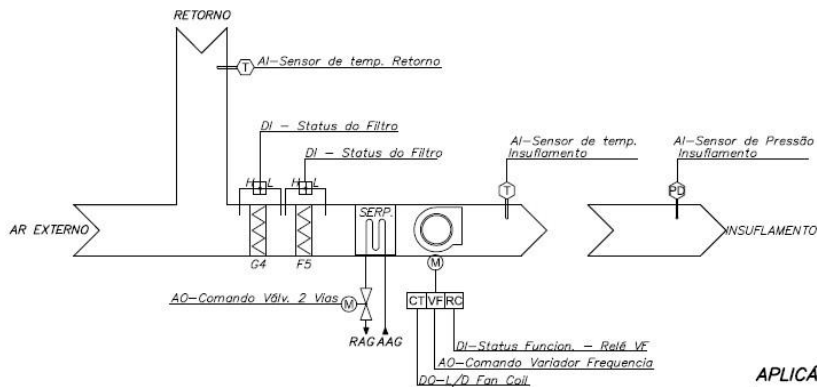 RETORNO
T
AI-Sensor de temp. Retorno
DI - Status do Filtro
DI - Status do Filtro
H L
H L
AI-Sensor de temp.
Insuflamento
AI-Sensor de Pressão
Insuflamento
T
PD
SERP.
AR EXTERNO
INSUFLAMENTO
G4
F5
M
CT VF RC
AO-Comando Válv. 2 Vias
M
RAG AAG
DI-Status Funcion. - Relé VF
AO-Comando Variador Frequencia
DO-L/D Fan Coil
APLICÁ